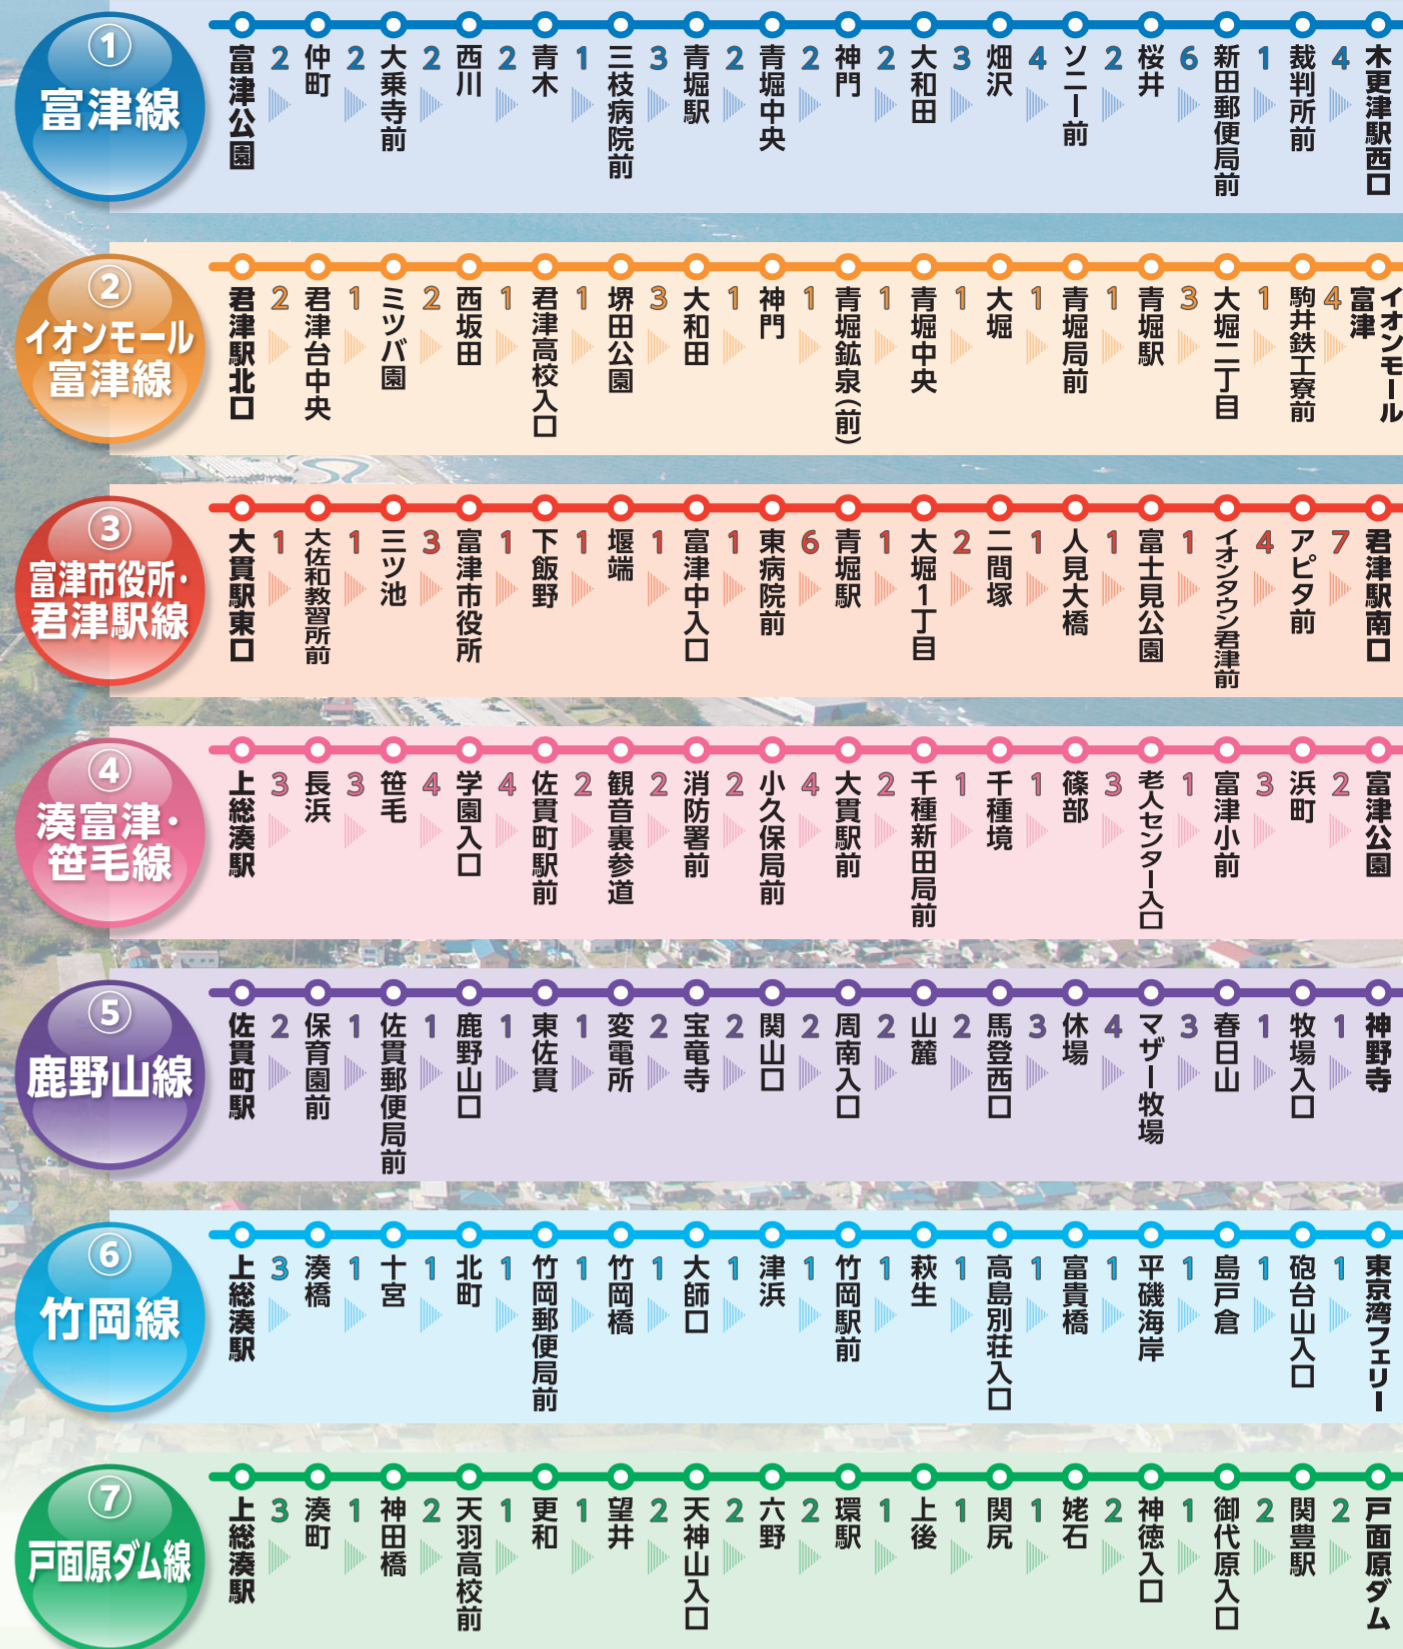 ①
富津線
富津公園
2
仲町
2
大乗寺前
2
西川
2
青木
1
三枝病院前
3
青堀駅
2
青堀中央
2
神門
2
大和田
3
畑沢
4
ソニー前
2
桜井
6
新田郵便局前
1
裁判所前
4
木更津駅西口
②
イオンモール
富津線
君津駅北口
2
君津台中央
1
ミツバ園
2
西坂田
1
君津高校入口
1
堺田公園
3
大和田
1
神門
1
青堀鉱泉(前)
1
青堀中央
1
大堀
1
青堀局前
1
青堀駅
3
大堀二丁目
1
駒井鉄工寮前
4
イオンモール
富津
③
富津市役所・
君津駅線
大貫駅東口
1
大佐和教習所前
1
三ツ池
3
富津市役所
1
下飯野
1
堰端
1
富津中入口
1
東病院前
6
青堀駅
1
大堀1丁目
2
二間塚
1
人見大橋
1
富士見公園
1
イオンタウン君津前
4
アピタ前
7
君津駅南口
④
湊富津・
笹毛線
上総湊駅
3
長浜
3
笹毛
4
学園入口
4
佐貫町駅前
2
観音裏参道
2
消防署前
2
小久保局前
4
大貫駅前
2
千種新田局前
1
千種境
1
篠部
3
老人センター入口
1
富津小前
3
浜町
2
富津公園
⑤
鹿野山線
佐貫町駅
2
保育園前
1
佐貫郵便局前
1
鹿野山口
1
東佐貫
1
変電所
2
宝竜寺
2
関山口
2
周南入口
2
山麓
2
馬登西口
3
休場
4
マザー牧場
3
春日山
1
牧場入口
1
神野寺
⑥
竹岡線
上総湊駅
3
湊橋
1
十宮
1
北町
1
竹岡郵便局前
1
竹岡橋
1
大師口
1
津浜
1
竹岡駅前
1
萩生
1
高島別荘入口
1
富貴橋
1
平磯海岸
1
島戸倉
1
砲台山入口
1
東京湾フェリー
⑦
戸面原ダム線
上総湊駅
3
湊町
1
神田橋
2
天羽高校前
1
更和
1
望井
2
天神山入口
2
六野
2
環駅
1
上後
1
関尻
1
姥石
2
神徳入口
1
御代原入口
2
関豊駅
2
戸面原ダム